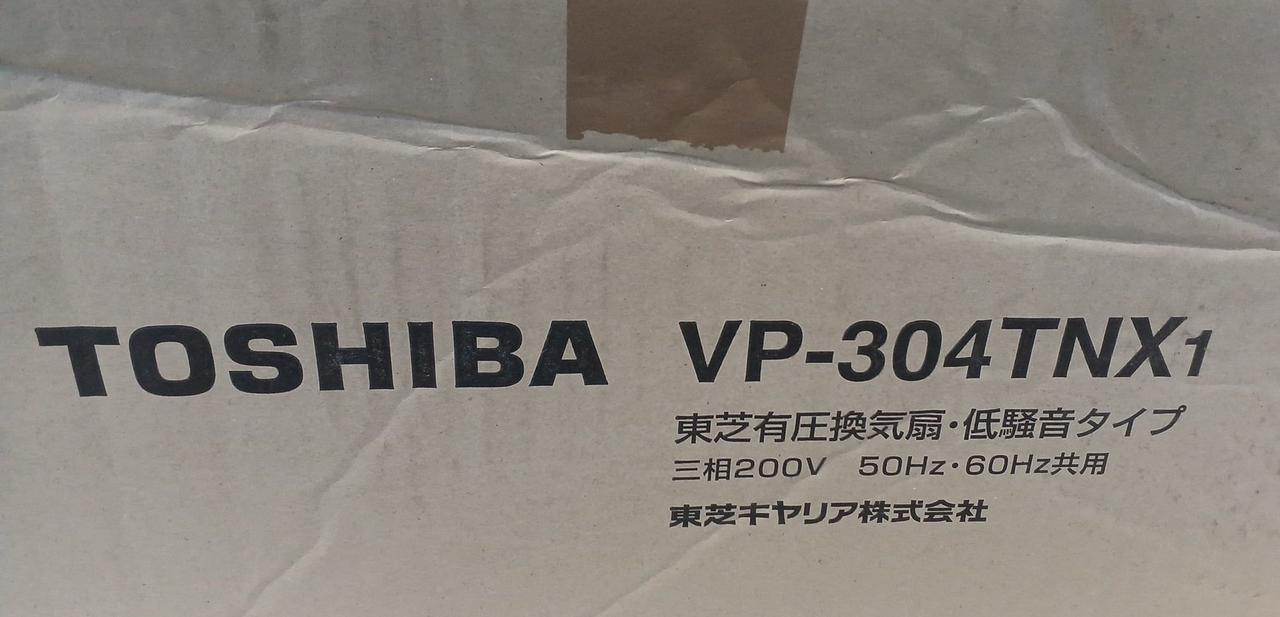 TOSHIBA VP-304TNX1
東芝有圧換気扇・低騒音タイプ
三相200V 50Hz・60Hz共用
東芝キヤリア株式会社